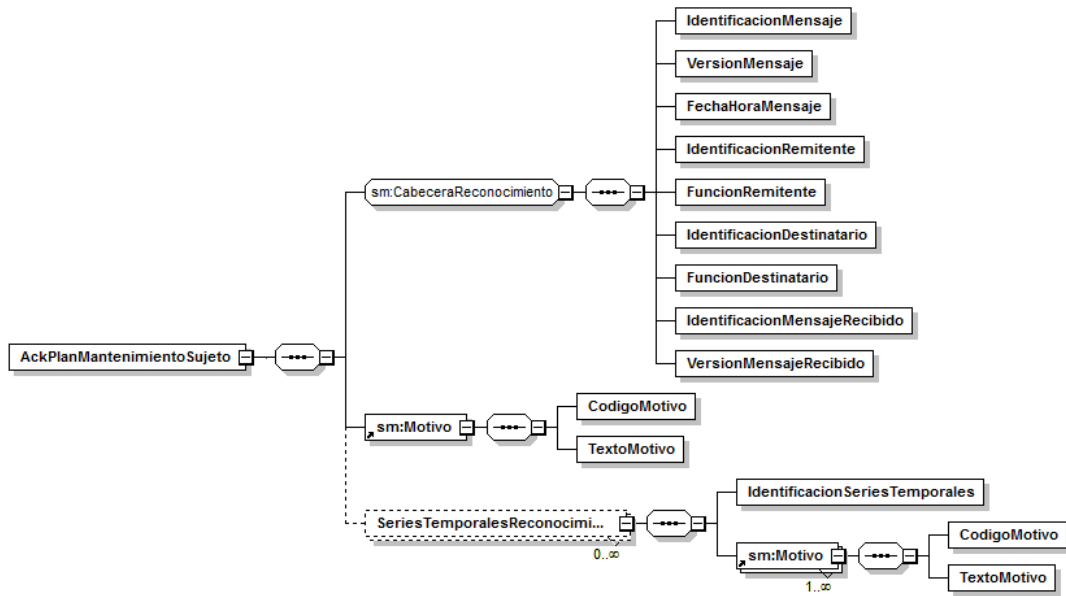 IdentificacionMensaje
VersionMensaje
FechaHoraMensaje
IdentificacionRemitente
sm:CabeceraReconocimiento
FuncionRemitente
IdentificacionDestinatario
FuncionDestinatario
IdentificacionMensajeRecibido
AckPlanMantenimientoSujeto
VersionMensajeRecibido
sm:Motivo
CodigoMotivo
TextoMotivo
SeriesTemporalesReconocimi...
0..∞
IdentificacionSeriesTemporales
sm:Motivo
1..∞
CodigoMotivo
TextoMotivo